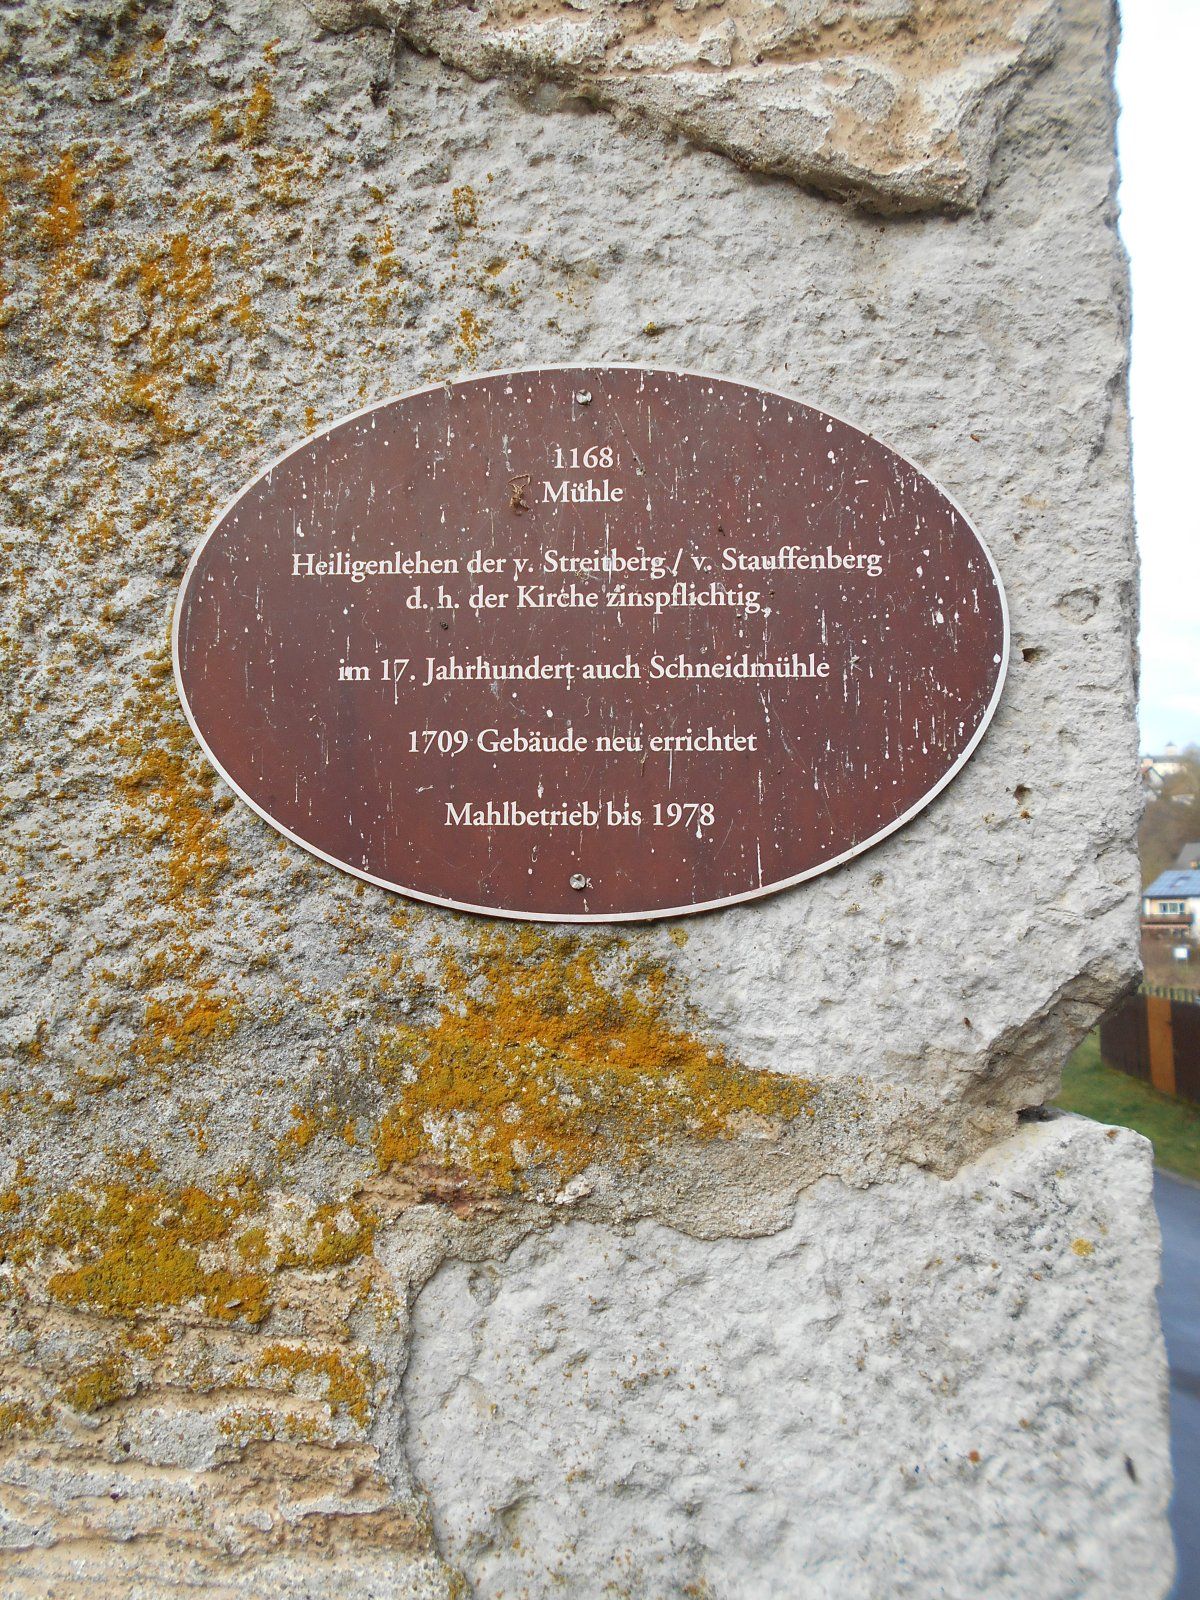 1168
Mühle
Heiligenlehen der v. Streitberg / v. Stauffenberg
d. h. der Kirche zinspflichtig,
im 17. Jahrhundert auch Schneidmühle
1709 Gebäude neu errichtet
Mahlbetrieb bis 1978